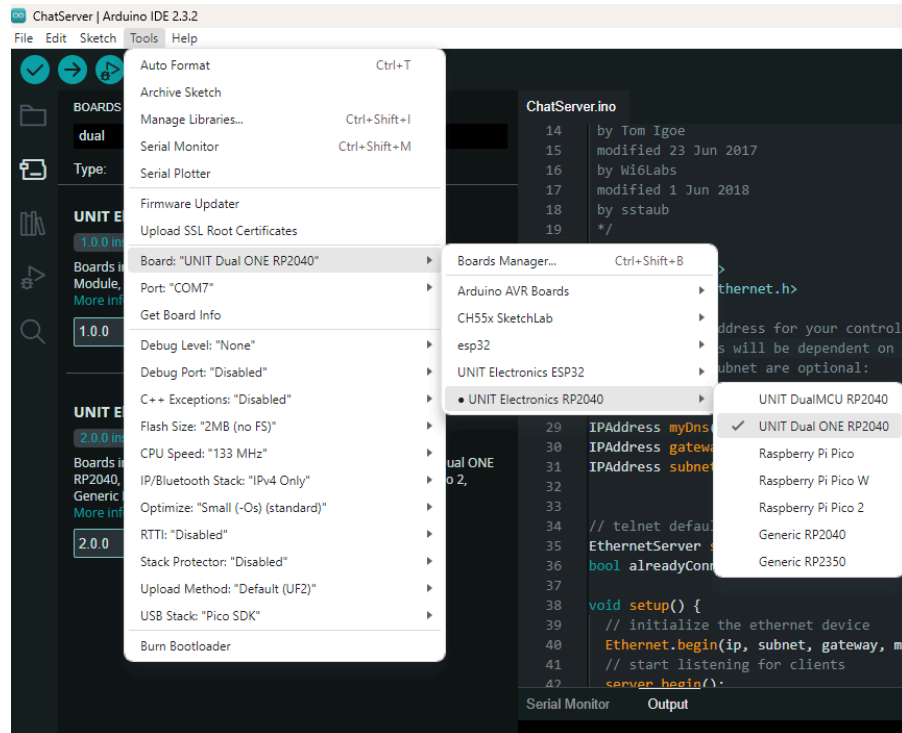 ChatServer | Arduino IDE 2.3.2
File Edit Sketch Tools Help
Auto Format Ctrl+T
Archive Sketch
Manage Libraries... Ctrl+Shift+I
Serial Monitor Ctrl+Shift+M
Serial Plotter
Firmware Updater
Upload SSL Root Certificates
Board: "UNIT Dual ONE RP2040"
Port: "COM7"
Get Board Info
Debug Level: "None"
Debug Port: "Disabled"
C++ Exceptions: "Disabled"
Flash Size: "2MB (no FS)"
CPU Speed: "133 MHz"
IP/Bluetooth Stack: "IPv4 Only"
Optimize: "Small (-Os) (standard)"
RTTI: "Disabled"
Stack Protector: "Disabled"
Upload Method: "Default (UF2)"
USB Stack: "Pico SDK"
Burn Bootloader
BOARDS
dual
Type:
UNIT
1.0.0
Boards
Module,
More
1.0.0
UNIT
2.0.0
Boards
ual ONE
RP2040,
o 2,
Generic
More
2.0.0
Boards Manager... Ctrl+Shift+B
Arduino AVR Boards
CH55x SketchLab
esp32
UNIT Electronics ESP32
● UNIT Electronics RP2040
UNIT DualMCU RP2040
✓ UNIT Dual ONE RP2040
Raspberry Pi Pico
Raspberry Pi Pico W
Raspberry Pi Pico 2
Generic RP2040
Generic RP2350
ChatServer.ino
14 by Tom Igoe
15 modified 23 Jun 2017
16 by Wi6Labs
17 modified 1 Jun 2018
18 by sstaub
19 */
>
thernet.h>
ddress for your control
s will be dependent on
ubnet are optional:
29 IPAddress myDns(
30 IPAddress gatew
31 IPAddress subnet
32
33
34 // telnet defau
35 EthernetServer
36 bool alreadyConn
37
38 void setup() {
39 // initialize the ethernet device
40 Ethernet.begin(ip, subnet, gateway, m
41 // start listening for clients
42 server.begin();
Serial Monitor Output